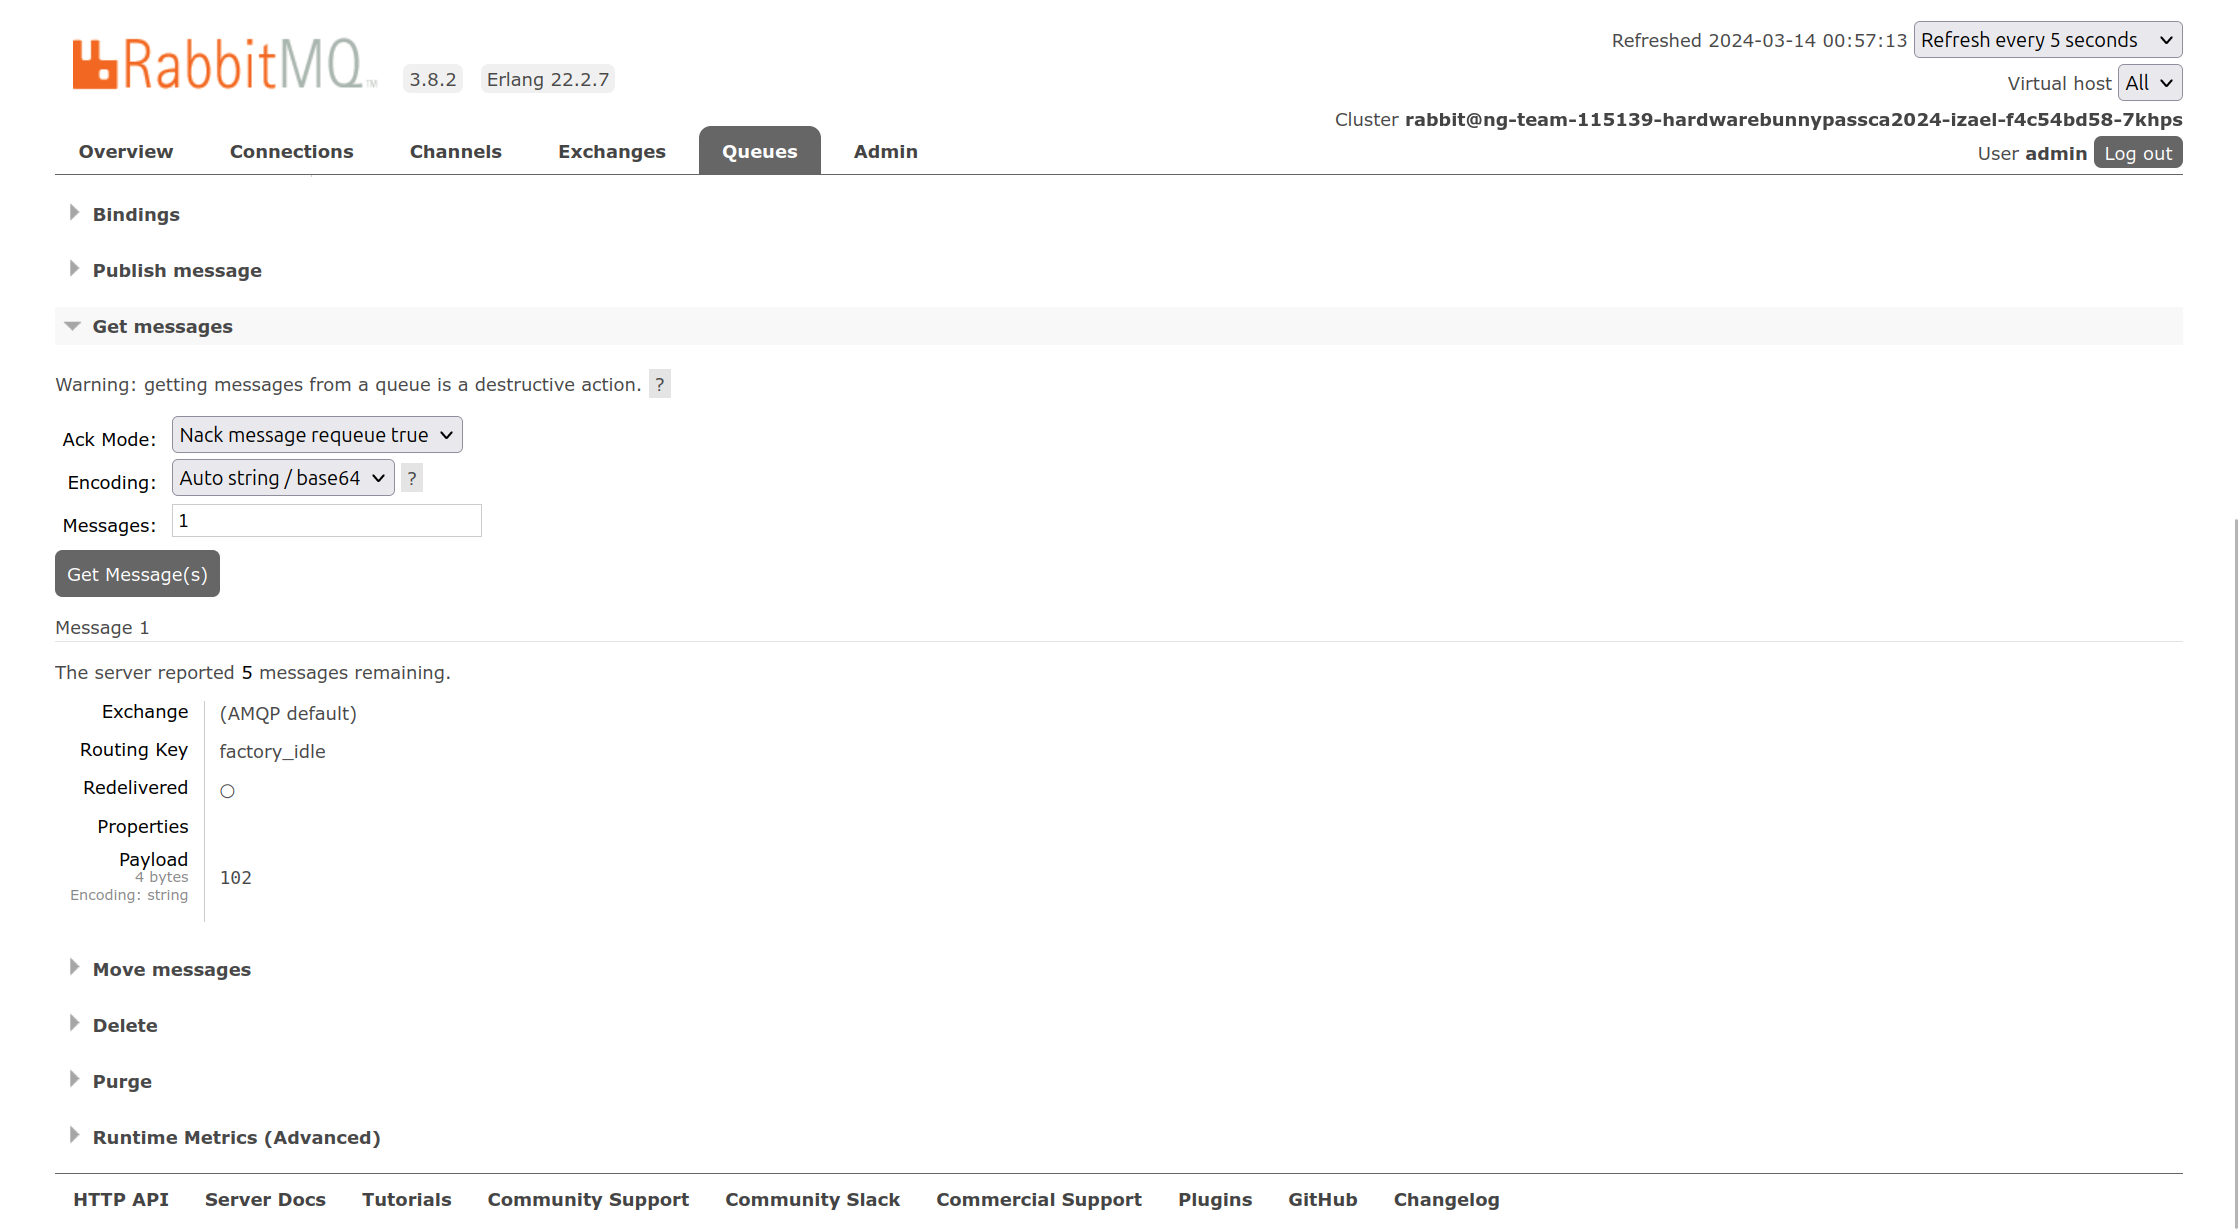 RabbitMQ TM 3.8.2 Erlang 22.2.7
Refreshed 2024-03-14 00:57:13 Refresh every 5 seconds
Virtual host All
Cluster rabbit@ng-team-115139-hardwarebunnypassca2024-izael-f4c54bd58-7khps
User admin Log out
Overview Connections Channels Exchanges Queues Admin
Bindings
Publish message
Get messages
Warning: getting messages from a queue is a destructive action. ?
Ack Mode: Nack message requeue true
Encoding: Auto string / base64 ?
Messages: 1
Get Message(s)
Message 1
The server reported 5 messages remaining.
Exchange (AMQP default)
Routing Key factory_idle
Redelivered ○
Properties
Payload
4 bytes
Encoding: string
102
Move messages
Delete
Purge
Runtime Metrics (Advanced)
HTTP API Server Docs Tutorials Community Support Community Slack Commercial Support Plugins GitHub Changelog